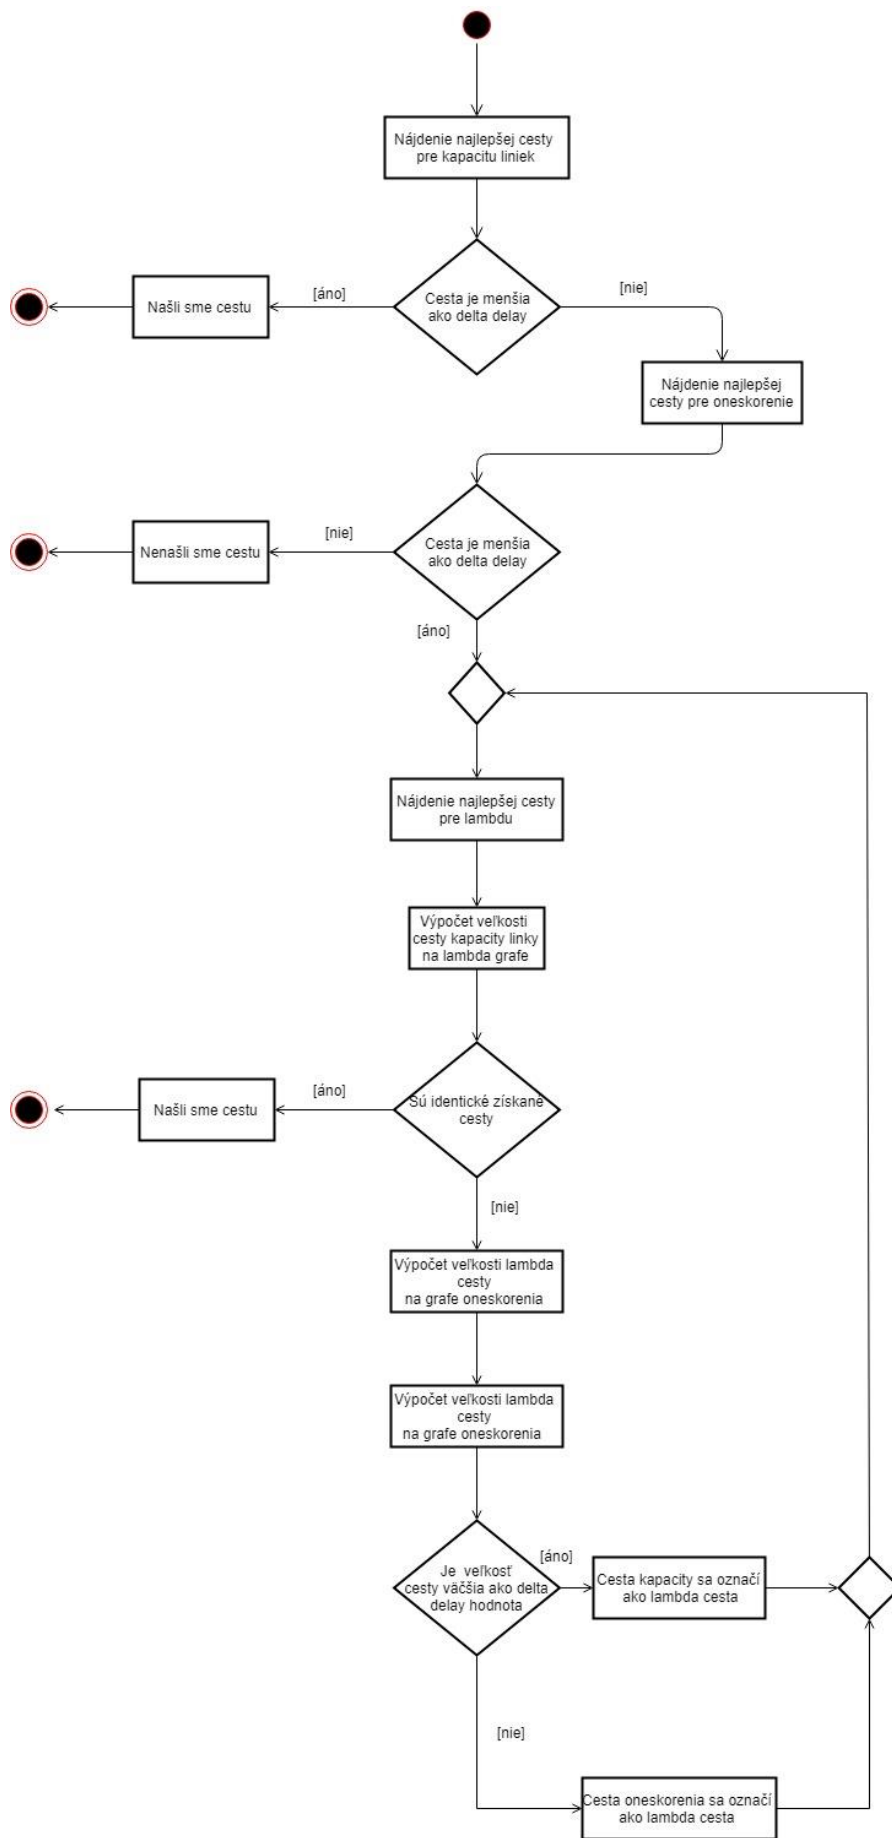 Nájdenie najlepšej cesty
pre kapacitu liniek
Cesta je menšia
ako delta delay
[áno]
Našli sme cestu
[nie]
Nájdenie najlepšej
cesty pre oneskorenie
Cesta je menšia
ako delta delay
[nie]
Nenašli sme cestu
[áno]
Nájdenie najlepšej cesty
pre lambdu
Výpočet veľkosti
cesty kapacity linky
na lambda grafe
Sú identické získané
cesty
[áno]
Našli sme cestu
[nie]
Výpočet veľkosti lambda
cesty
na grafe oneskorenia
Výpočet veľkosti lambda
cesty
na grafe oneskorenia
Je veľkosť
cesty väčšia ako delta
delay hodnota
[áno]
Cesta kapacity sa označí
ako lambda cesta
[nie]
Cesta oneskorenia sa označí
ako lambda cesta